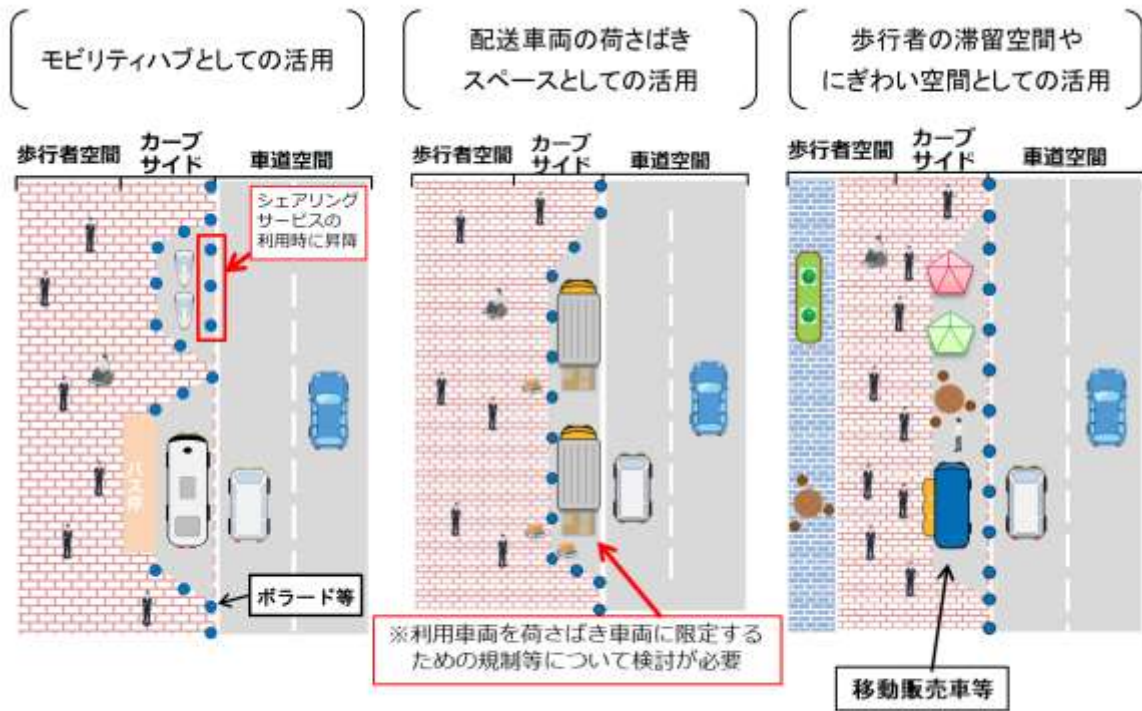 モビリティハブとしての活用
配送車両の荷さばき
スペースとしての活用
歩行者の滞留空間や
にぎわい空間としての活用
歩行者空間
カーブ
サイド
車道空間
シェアリング
サービスの
利用時に昇降
バス停
ボラード等
歩行者空間
カーブ
サイド
車道空間
※利用車両を荷さばき車両に限定する
ための規制等について検討が必要
歩行者空間
カーブ
サイド
車道空間
移動販売車等